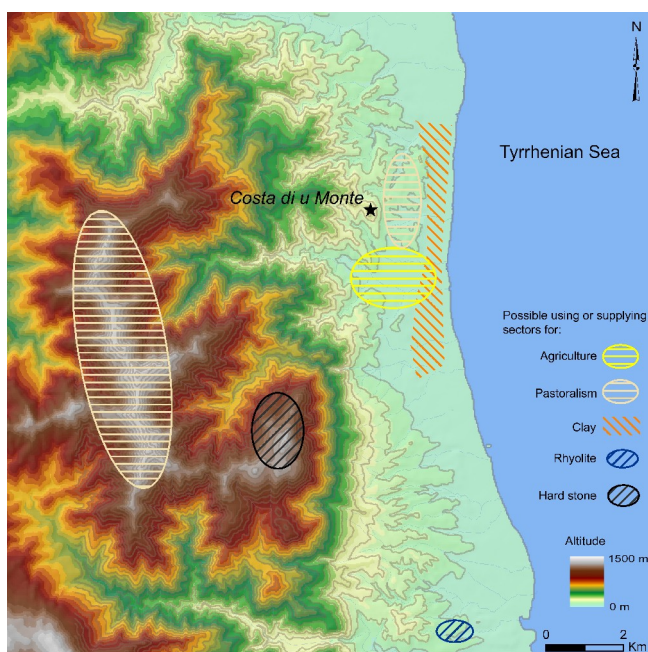 N
Tyrrhenian Sea
Costa di u Monte
Possible using or supplying
sectors for:
Agriculture
Pastoralism
Clay
Rhyolite
Hard stone
Altitude
1500 m
0 m
0 2
Km